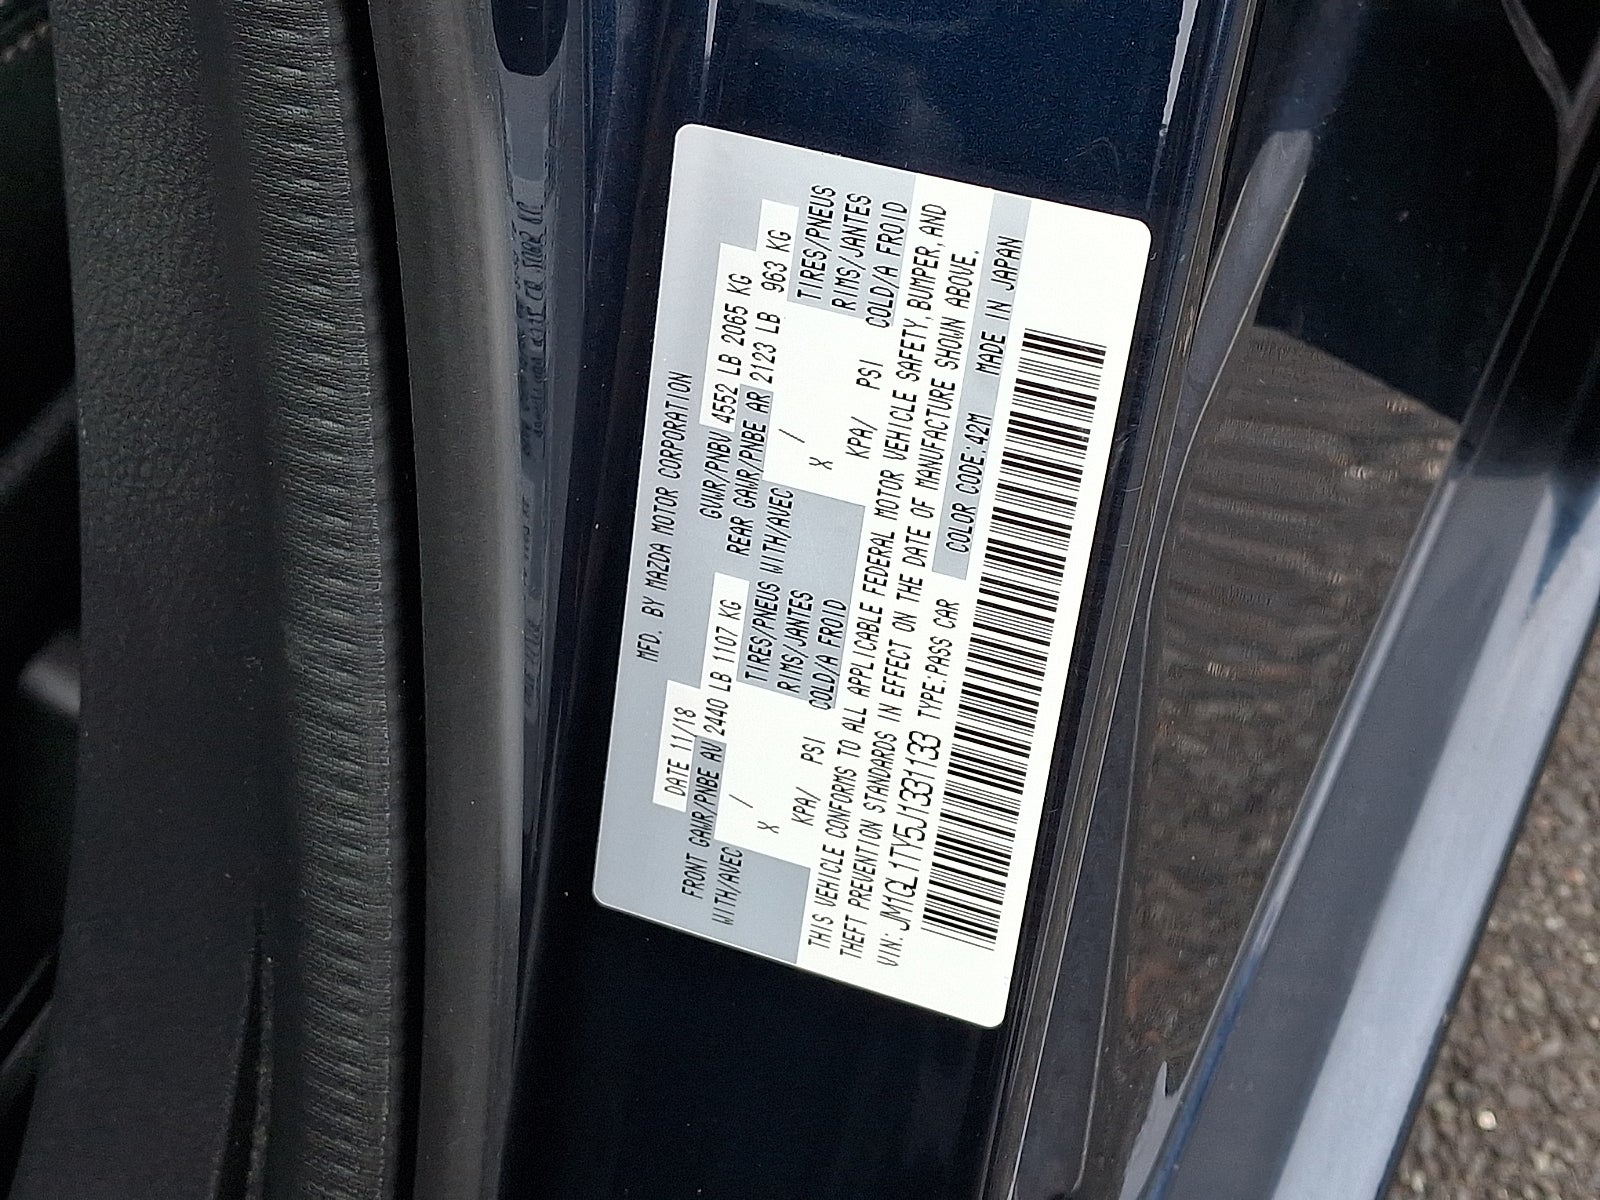 MFD. BY MAZDA MOTOR CORPORATION
DATE 11/18 GVWR/PNBV 4552 LB 2065 KG
FRONT GAWR/PNBE AV 2440 LB 1107 KG REAR GAWR/PNBE AR 2123 LB 963 KG
WITH/AVEC X / TIRES/PNEUS WITH/AVEC X / TIRES/PNEUS
RIMS/JANTES RIMS/JANTES
KPA/ PSI COLD/A FROID KPA/ PSI COLD/A FROID
THIS VEHICLE CONFORMS TO ALL APPLICABLE FEDERAL MOTOR VEHICLE SAFETY, BUMPER, AND
THEFT PREVENTION STANDARDS IN EFFECT ON THE DATE OF MANUFACTURE SHOWN ABOVE.
VIN: JM1GL1TY5J1331133 TYPE:PASS CAR COLOR CODE:42M MADE IN JAPAN